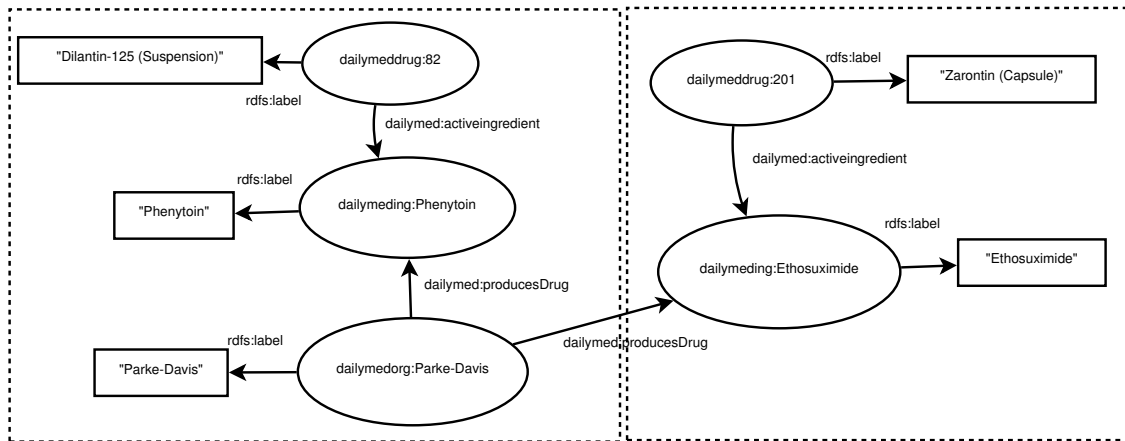 "Dilantin-125 (Suspension)"
dailymeddrug:82
rdfs:label
dailymed:activeingredient
rdfs:label
"Phenytoin"
dailymeding:Phenytoin
dailymed:producesDrug
rdfs:label
"Parke-Davis"
dailymedorg:Parke-Davis
dailymed:producesDrug
rdfs:label
dailymeddrug:201
"Zarontin (Capsule)"
dailymed:activeingredient
rdfs:label
dailymeding:Ethosuximide
"Ethosuximide"